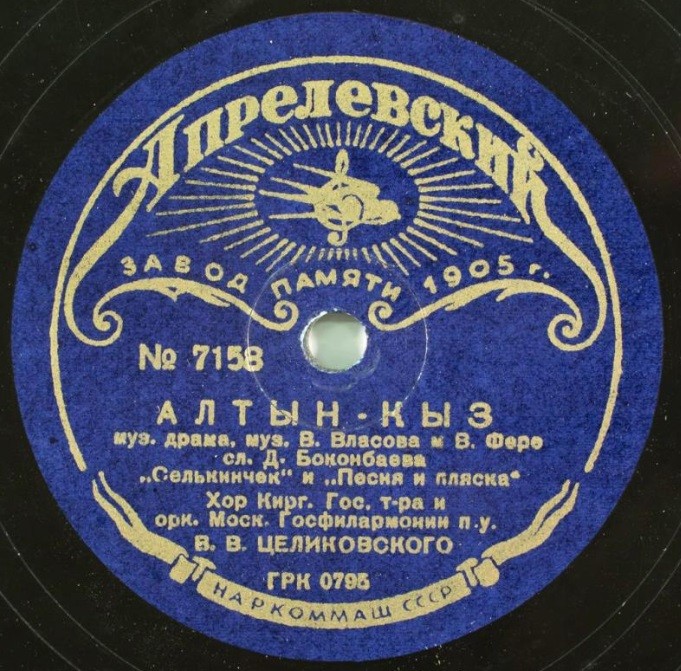 Апрелевский
ЗАВОД ПАМЯТИ 1905 г.
№ 7158
АЛТЫН-КЫЗ
муз. драма, муз. В. Власова и В. Фере
сл. Д. Боконбаева
„Селькинчек“ и „Песня и пляска“
Хор Кирг. Гос. т-ра и
орк. Моск. Госфилармонии п.у.
В. В. ЦЕЛИКОВСКОГО
ГРК 0795
НАРКОММАШ СССР